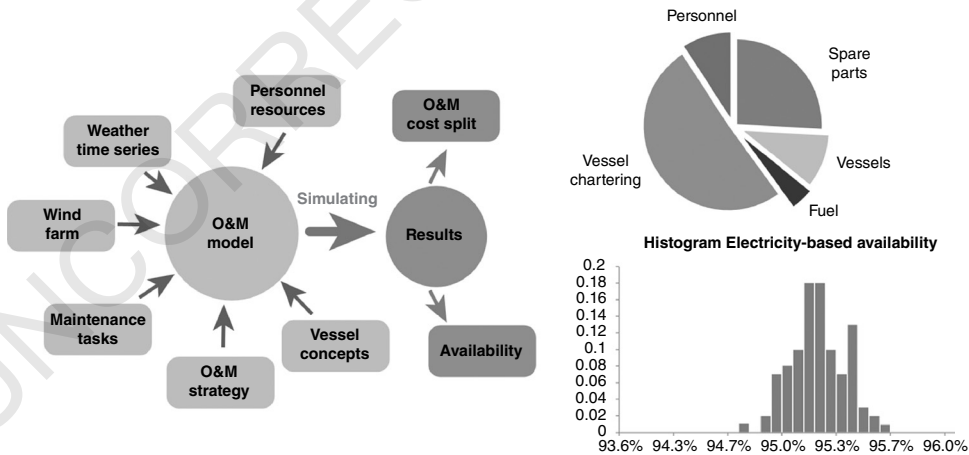 UNCORRE
Personnel
resources
Weather
time series
Wind
farm
Maintenance
tasks
O&M
strategy
Vessel
concepts
O&M
model
Simulating
Results
O&M
cost split
Availability
Personnel
Spare
parts
Vessels
Fuel
Vessel
chartering
Histogram Electricity-based availability
0.2
0.18
0.16
0.14
0.12
0.1
0.08
0.06
0.04
0.02
0
93.6% 94.3% 94.7% 95.0% 95.3% 95.7% 96.0%